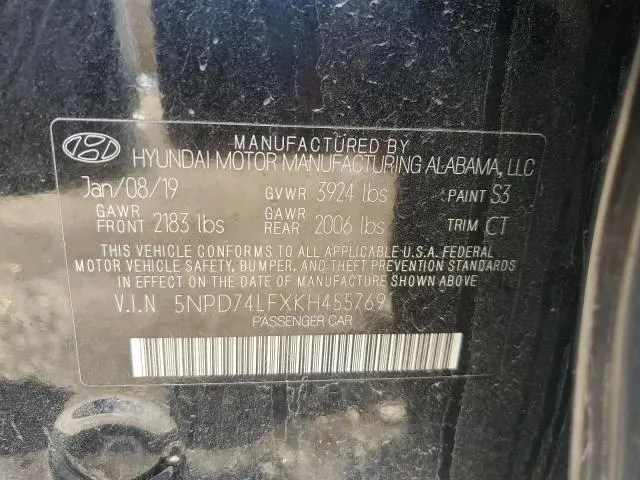 MANUFACTURED BY
HYUNDAI MOTOR MANUFACTURING ALABAMA, LLC
Jan/08/19 GVWR 3924 lbs PAINT S3
GAWR FRONT 2183 lbs GAWR REAR 2006 lbs TRIM CT
THIS VEHICLE CONFORMS TO ALL APPLICABLE U.S.A. FEDERAL
MOTOR VEHICLE SAFETY, BUMPER, AND THEFT PREVENTION STANDARDS
IN EFFECT ON THE DATE OF MANUFACTURE SHOWN ABOVE
V.I.N 5NPD74LFXKH455769
PASSENGER CAR